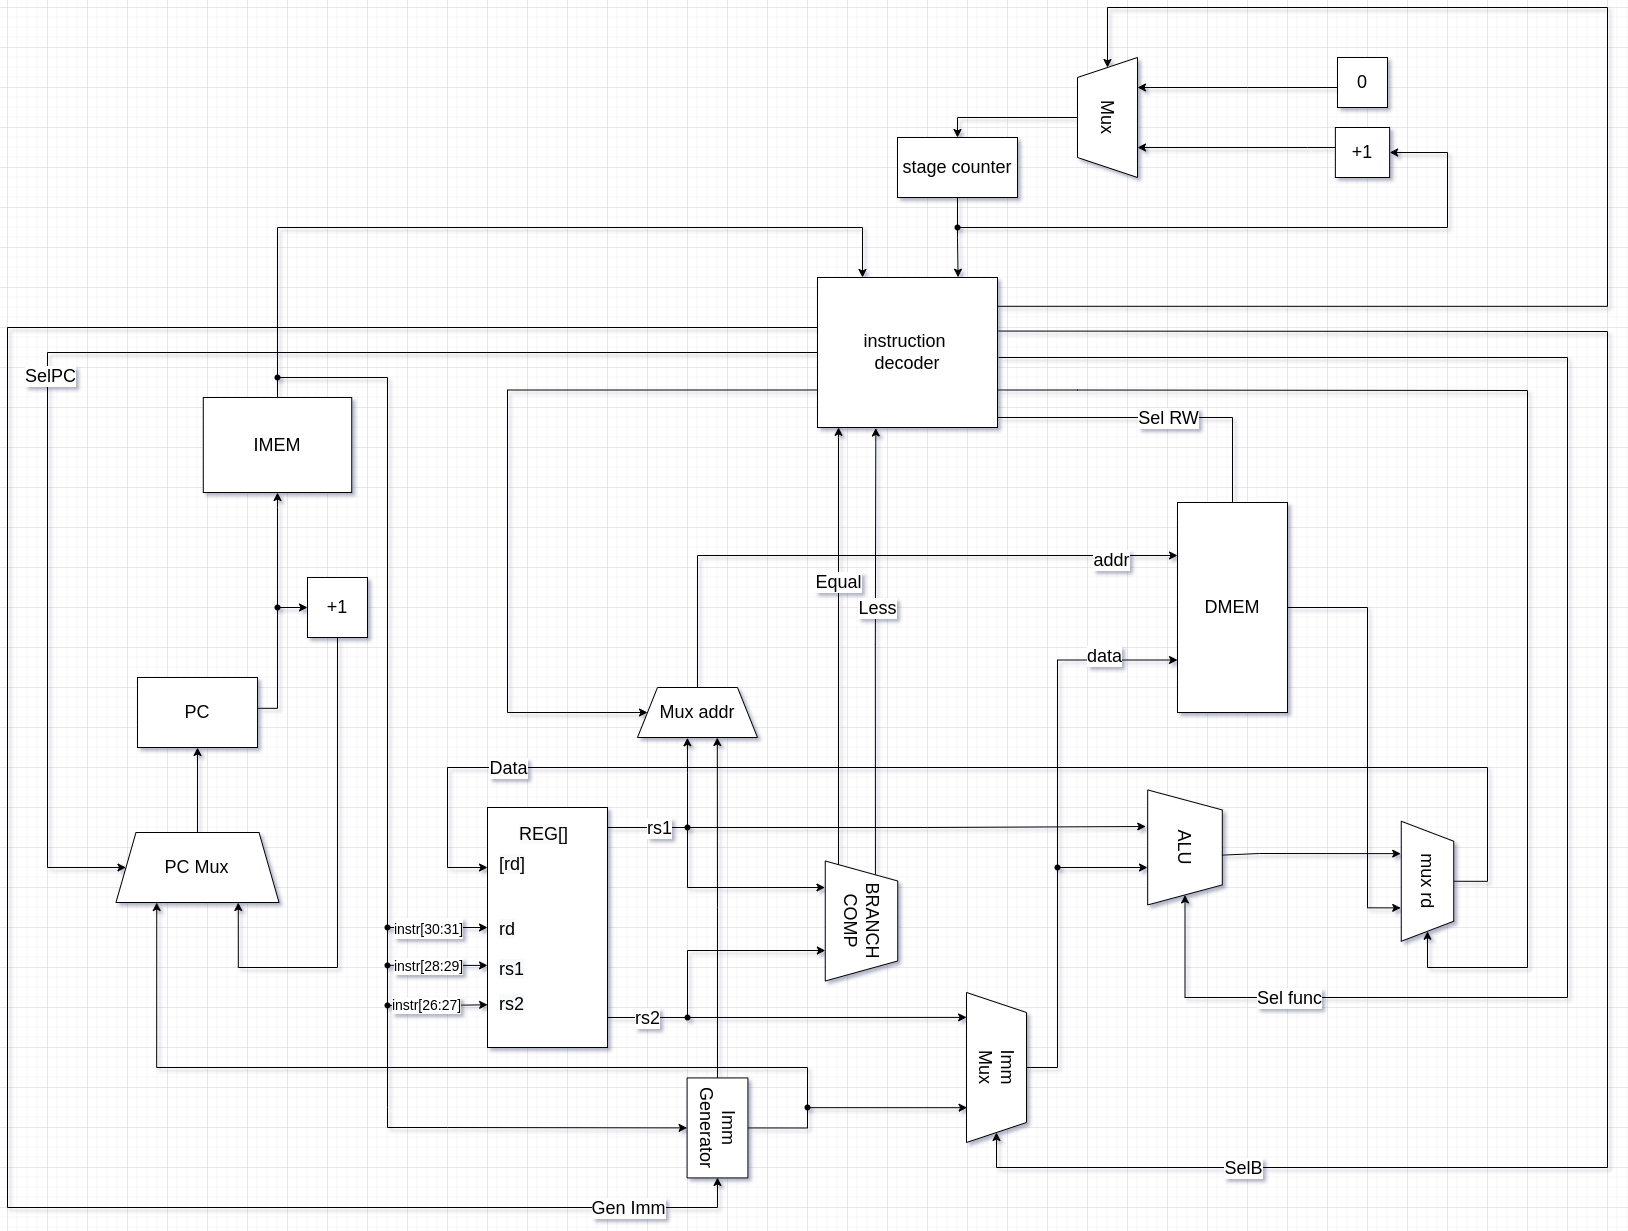 0
Mux
+1
stage counter
instruction
decoder
SelPC
Sel RW
IMEM
addr
Equal
+1
Less
DMEM
data
PC
Mux addr
Data
rs1
REG[]
ALU
[rd]
PC Mux
mux rd
BRANCH
COMP
instr[30:31]
rd
instr[28:29]
rs1
instr[26:27]
rs2
Sel func
rs2
Imm
Mux
Imm
Generator
SelB
Gen Imm